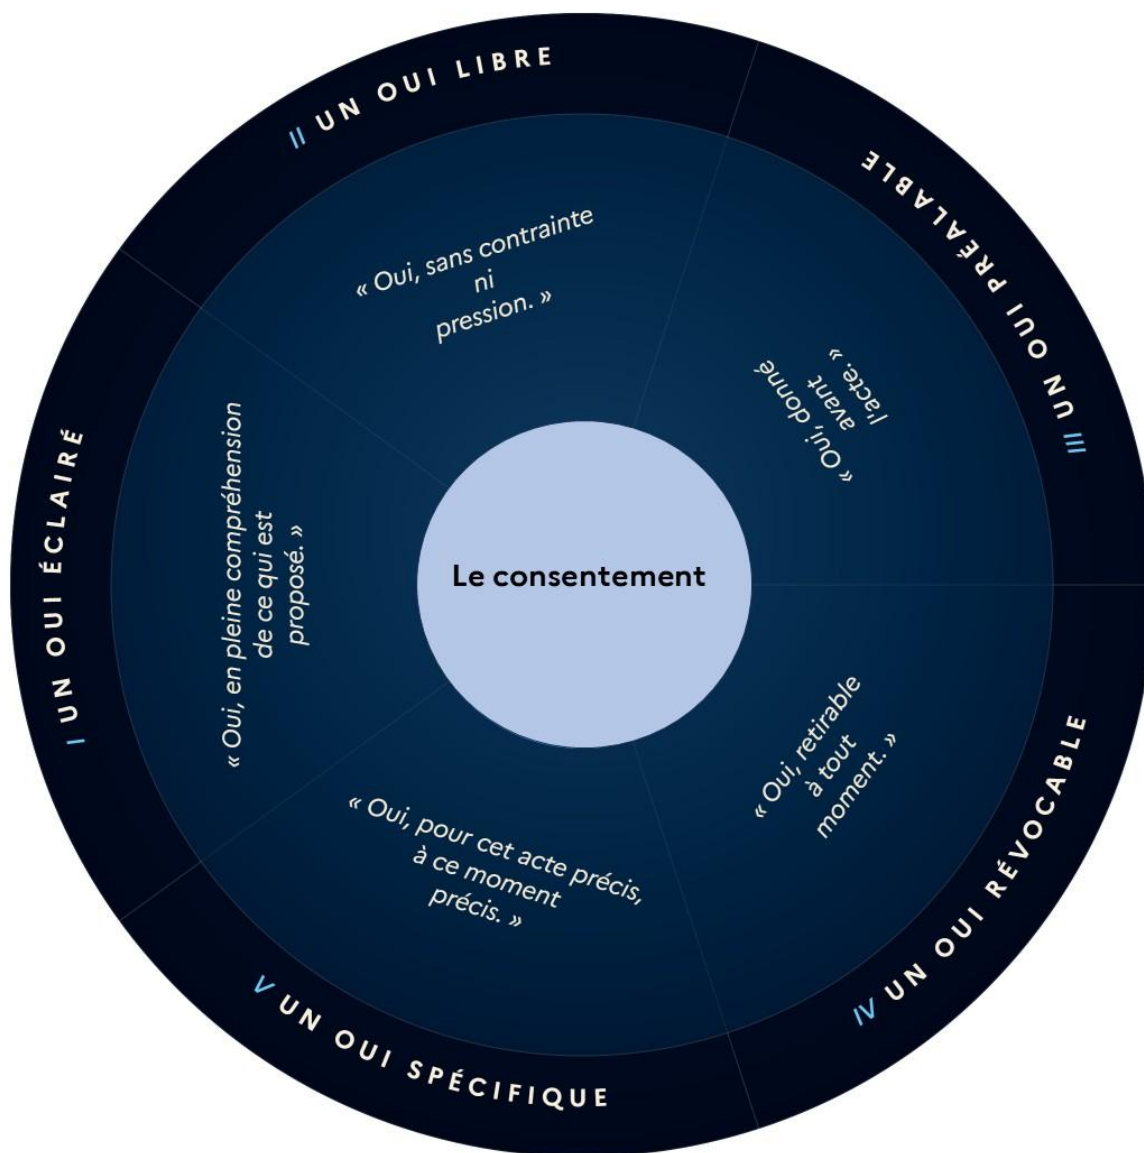 Le consentement
I UN OUI ÉCLAIRÉ
« Oui, en pleine compréhension
de ce qui est
proposé. »
II UN OUI LIBRE
« Oui, sans contrainte
ni
pression. »
III UN OUI PRÉALABLE
« Oui, donné
avant
l'acte. »
IV UN OUI RÉVOCABLE
« Oui, retirable
à tout
moment. »
V UN OUI SPÉCIFIQUE
« Oui, pour cet acte précis,
à ce moment
précis. »